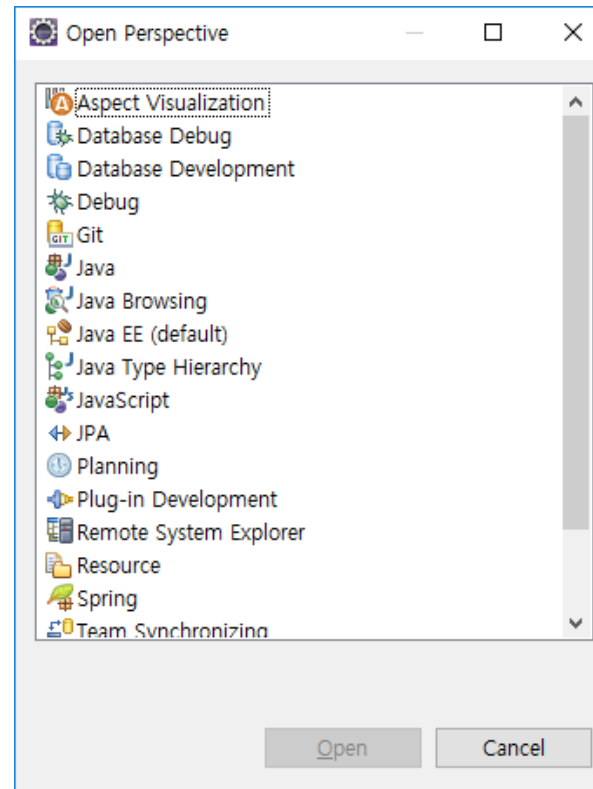 Open Perspective
Aspect Visualization
Database Debug
Database Development
Debug
GIT Git
Java
Java Browsing
Java EE (default)
Java Type Hierarchy
JavaScript
JPA
Planning
Plug-in Development
Remote System Explorer
Resource
Spring
Team Synchronizing
Open Cancel